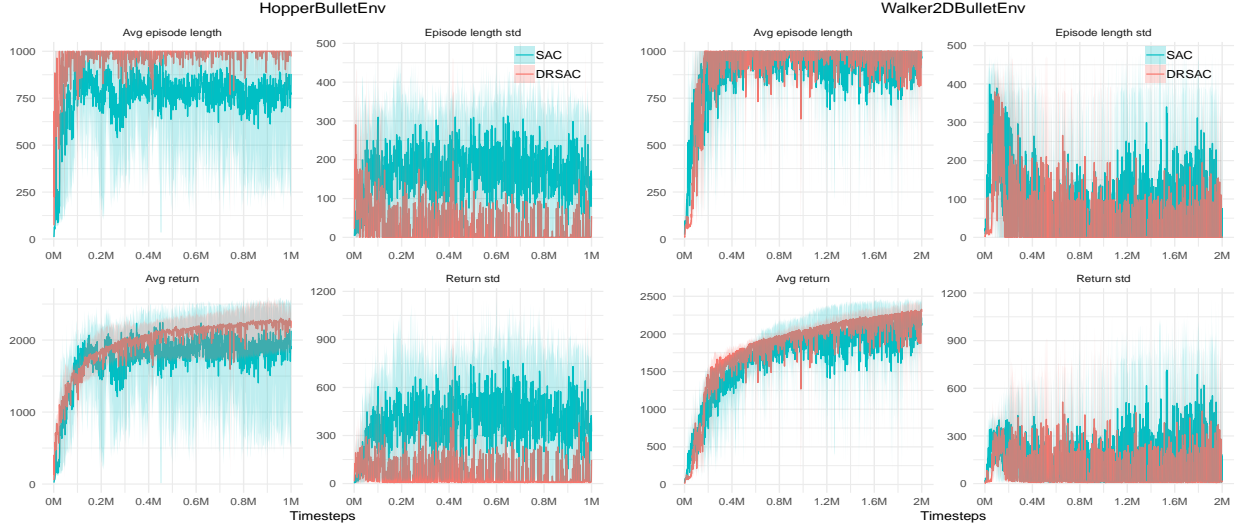 HopperBulletEnv
Walker2DBulletEnv
Avg episode length
Episode length std
Avg episode length
Episode length std
1000
750
500
250
0
0M 0.2M 0.4M 0.6M 0.8M 1M
500
400
300
200
100
0
0M 0.2M 0.4M 0.6M 0.8M 1M
SAC
DRSAC
1000
750
500
250
0
0M 0.4M 0.8M 1.2M 1.6M 2M
500
400
300
200
100
0
0M 0.4M 0.8M 1.2M 1.6M 2M
SAC
DRSAC
Avg return
Return std
Avg return
Return std
2000
1000
0
0M 0.2M 0.4M 0.6M 0.8M 1M
1200
900
600
300
0
0M 0.2M 0.4M 0.6M 0.8M 1M
2500
2000
1500
1000
500
0
0M 0.4M 0.8M 1.2M 1.6M 2M
1200
900
600
300
0
0M 0.4M 0.8M 1.2M 1.6M 2M
Timesteps
Timesteps